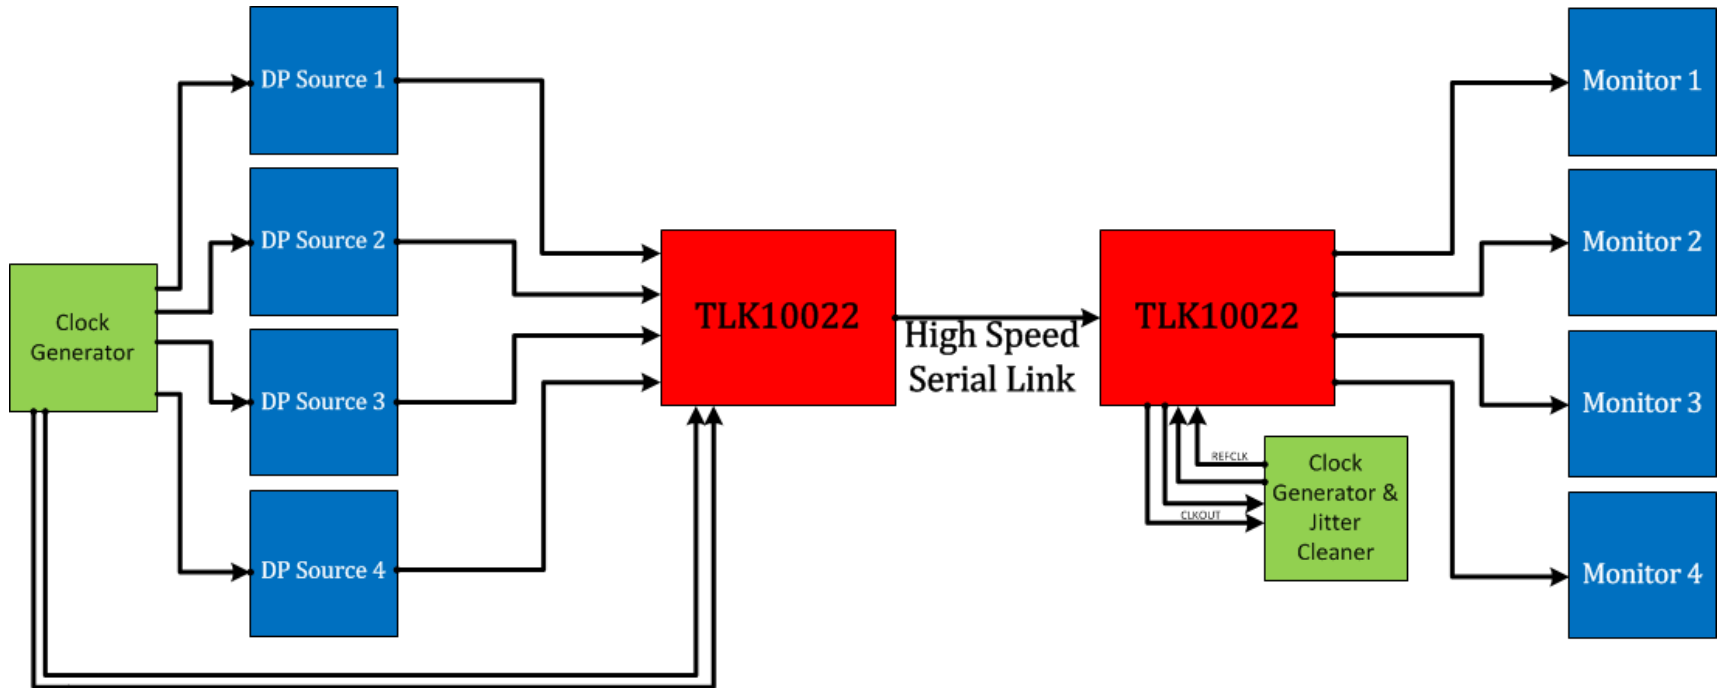 DP Source 1
DP Source 2
DP Source 3
DP Source 4
Clock
Generator
TLK10022
High Speed
Serial Link
TLK10022
REFCLK
CLKOUT
Clock
Generator &
Jitter
Cleaner
Monitor 1
Monitor 2
Monitor 3
Monitor 4